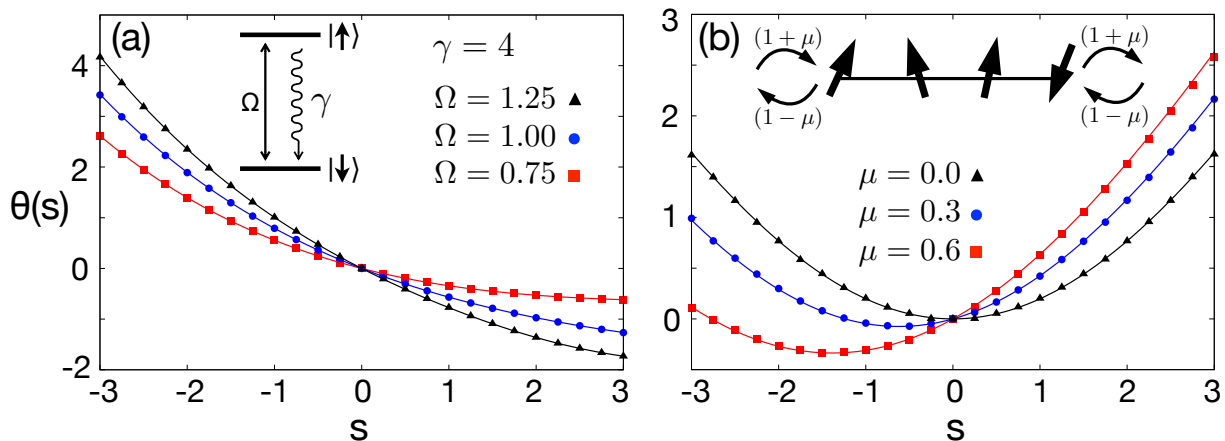 (a)
|↑⟩
Ω
γ
|↓⟩
γ = 4
Ω = 1.25
Ω = 1.00
Ω = 0.75
4
2
0
-2
θ(s)
-3 -2 -1 0 1 2 3
s
(b)
(1 + μ)
(1 − μ)
(1 + μ)
(1 − μ)
μ = 0.0
μ = 0.3
μ = 0.6
3
2
1
0
-3 -2 -1 0 1 2 3
s